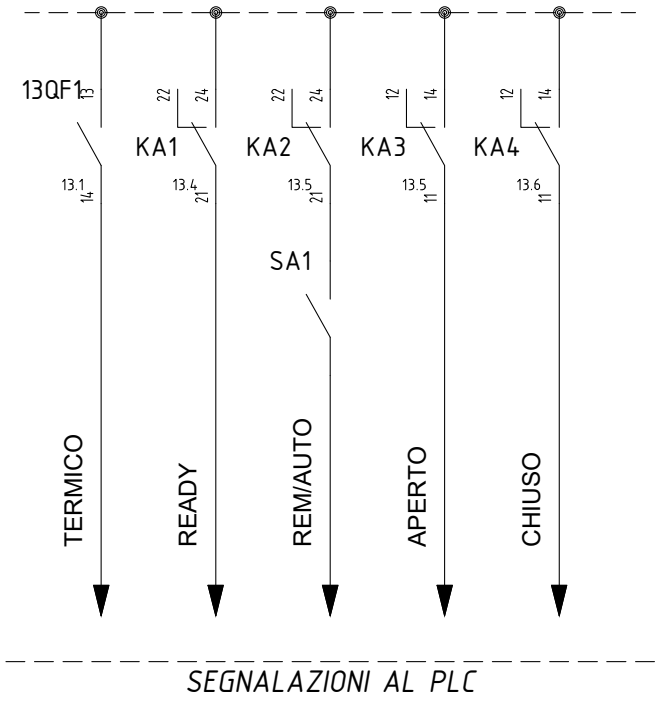 13QF1
13
22
24
22
24
12
14
12
14
KA1
KA2
KA3
KA4
13.1
14
13.4
21
13.5
21
13.5
11
13.6
11
SA1
TERMICO
READY
REM/AUTO
APERTO
CHIUSO
SEGNALAZIONI AL PLC